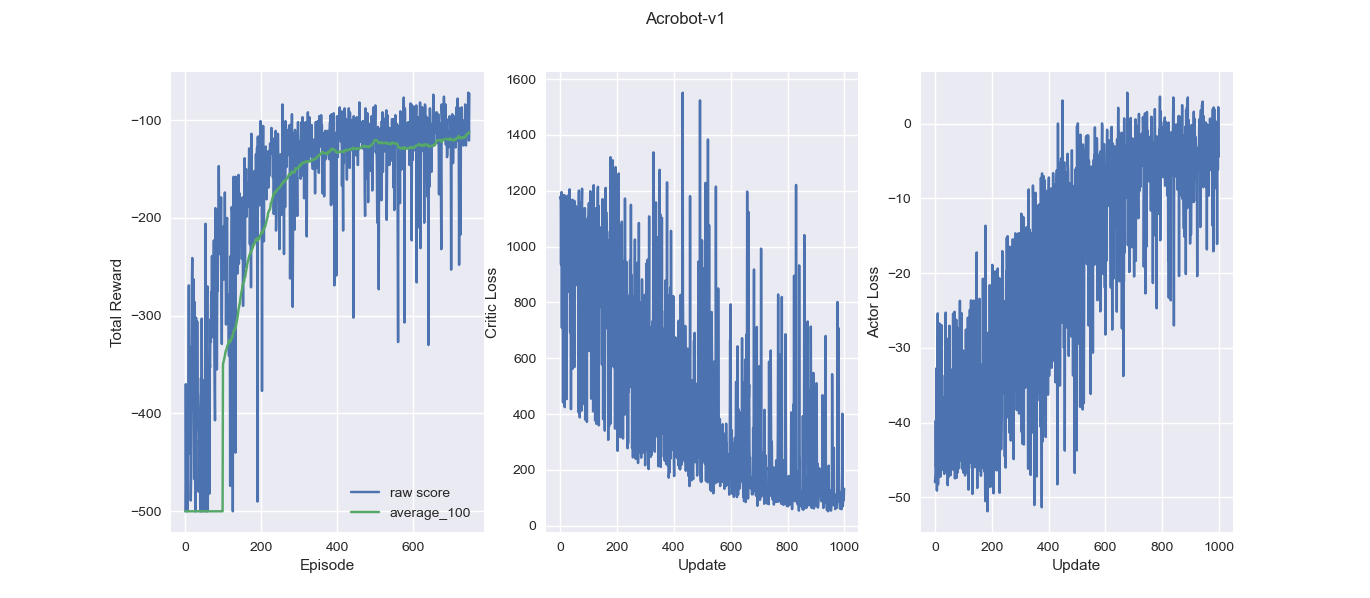 Acrobot-v1
Total Reward
−100
−200
−300
−400
−500
raw score
average_100
0 200 400 600
Episode
Critic Loss
1600
1400
1200
1000
800
600
400
200
0
0 200 400 600 800 1000
Update
Actor Loss
0
−10
−20
−30
−40
−50
0 200 400 600 800 1000
Update